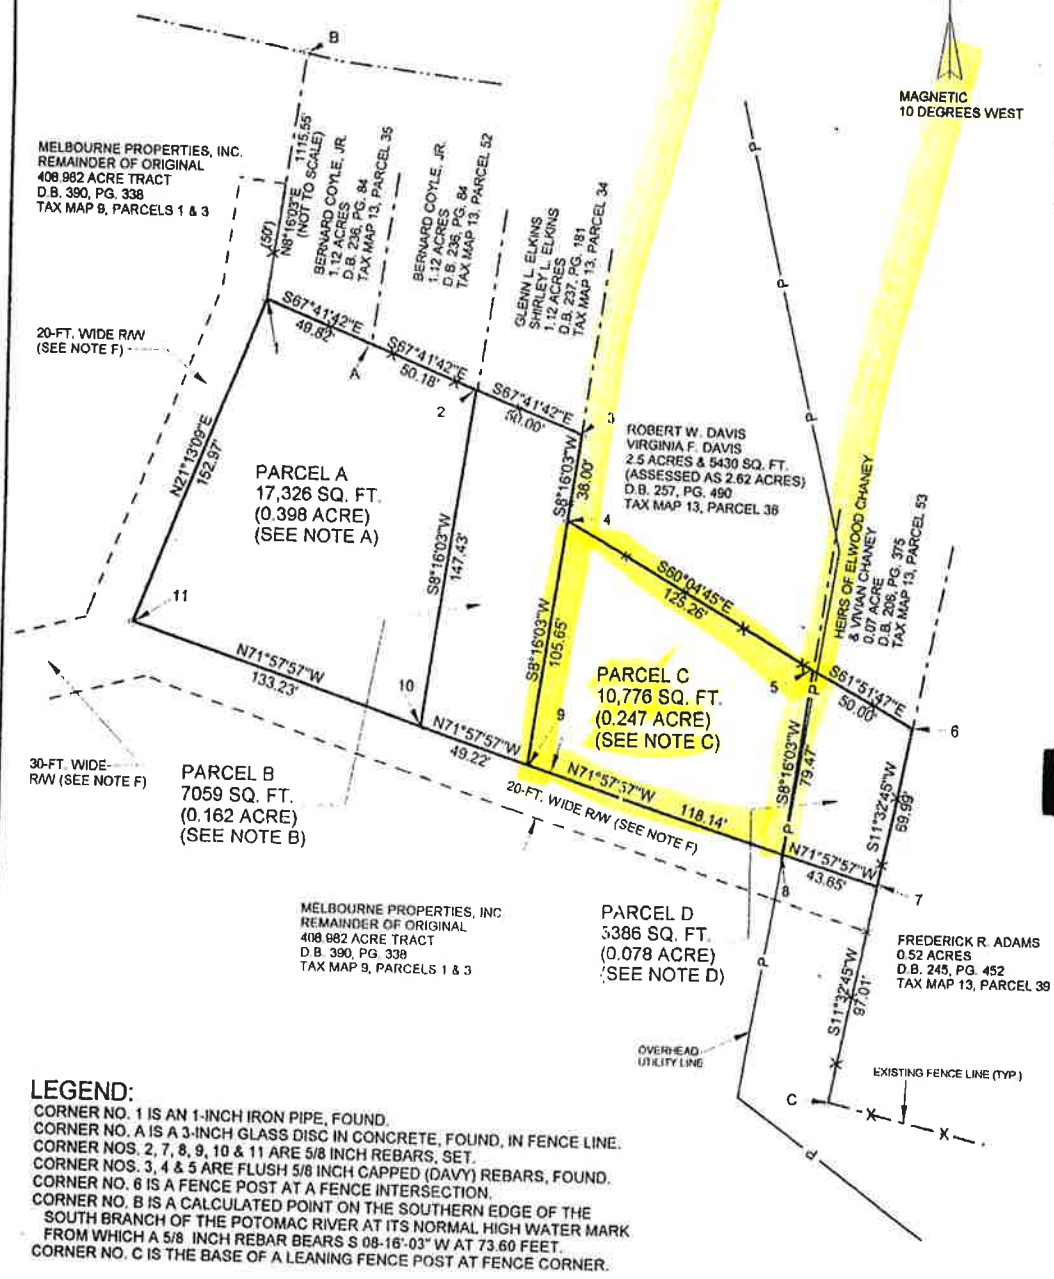 B
MAGNETIC
10 DEGREES WEST
MELBOURNE PROPERTIES, INC.
REMAINDER OF ORIGINAL
408.982 ACRE TRACT
D.B. 390, PG. 338
TAX MAP 9, PARCELS 1 & 3
(50')
N8°16'03"E 1115.55'
(NOT TO SCALE)
BERNARD COYLE, JR.
1.12 ACRES
D.B. 236, PG. 84
TAX MAP 13, PARCEL 35
BERNARD COYLE, JR.
1.12 ACRES
D.B. 236, PG. 84
TAX MAP 13, PARCEL 52
GLENN L. ELKINS
SHIRLEY L. ELKINS
1.12 ACRES
D.B. 237, PG. 181
TAX MAP 13, PARCEL 34
P
P
P
20-FT. WIDE R/W
(SEE NOTE F)
S67°41'42"E
49.82'
1
A
S67°41'42"E
50.18'
2
S67°41'42"E
50.00'
3
ROBERT W. DAVIS
VIRGINIA F. DAVIS
2.5 ACRES & 5430 SQ. FT.
(ASSESSED AS 2.62 ACRES)
D.B. 257, PG. 490
TAX MAP 13, PARCEL 36
S8°16'03"W
38.00'
4
N21°13'09"E
152.97'
PARCEL A
17,326 SQ. FT.
(0.398 ACRE)
(SEE NOTE A)
S8°16'03"W
147.43'
S60°04'45"E
125.26'
HEIRS OF ELWOOD CHANEY
& VIVIAN CHANEY
0.07 ACRE
D.B. 206, PG. 375
TAX MAP 13, PARCEL 53
11
S8°16'03"W
105.65'
PARCEL C
10,776 SQ. FT.
(0.247 ACRE)
(SEE NOTE C)
5
P
S61°51'47"E
50.00'
6
N71°57'57"W
133.23'
10
9
N71°57'57"W
49.22'
N71°57'57"W 118.14'
20-FT. WIDE R/W (SEE NOTE F)
S8°16'03"W
79.47'
P
S11°32'45"W
69.99'
30-FT. WIDE
R/W (SEE NOTE F)
PARCEL B
7059 SQ. FT.
(0.162 ACRE)
(SEE NOTE B)
N71°57'57"W
43.65'
8
7
MELBOURNE PROPERTIES, INC
REMAINDER OF ORIGINAL
408.982 ACRE TRACT
D.B. 390, PG. 338
TAX MAP 9, PARCELS 1 & 3
PARCEL D
3386 SQ. FT.
(0.078 ACRE)
(SEE NOTE D)
FREDERICK R. ADAMS
0.52 ACRES
D.B. 245, PG. 452
TAX MAP 13, PARCEL 39
P
S11°32'45"W
97.01'
OVERHEAD
UTILITY LINE
EXISTING FENCE LINE (TYP.)
C
P
LEGEND:
CORNER NO. 1 IS AN 1-INCH IRON PIPE, FOUND.
CORNER NO. A IS A 3-INCH GLASS DISC IN CONCRETE, FOUND, IN FENCE LINE.
CORNER NOS. 2, 7, 8, 9, 10 & 11 ARE 5/8 INCH REBARS, SET.
CORNER NOS. 3, 4 & 5 ARE FLUSH 5/8 INCH CAPPED (DAVY) REBARS, FOUND.
CORNER NO. 6 IS A FENCE POST AT A FENCE INTERSECTION.
CORNER NO. B IS A CALCULATED POINT ON THE SOUTHERN EDGE OF THE
SOUTH BRANCH OF THE POTOMAC RIVER AT ITS NORMAL HIGH WATER MARK
FROM WHICH A 5/8 INCH REBAR BEARS S 08-16'-03" W AT 73.60 FEET.
CORNER NO. C IS THE BASE OF A LEANING FENCE POST AT FENCE CORNER.